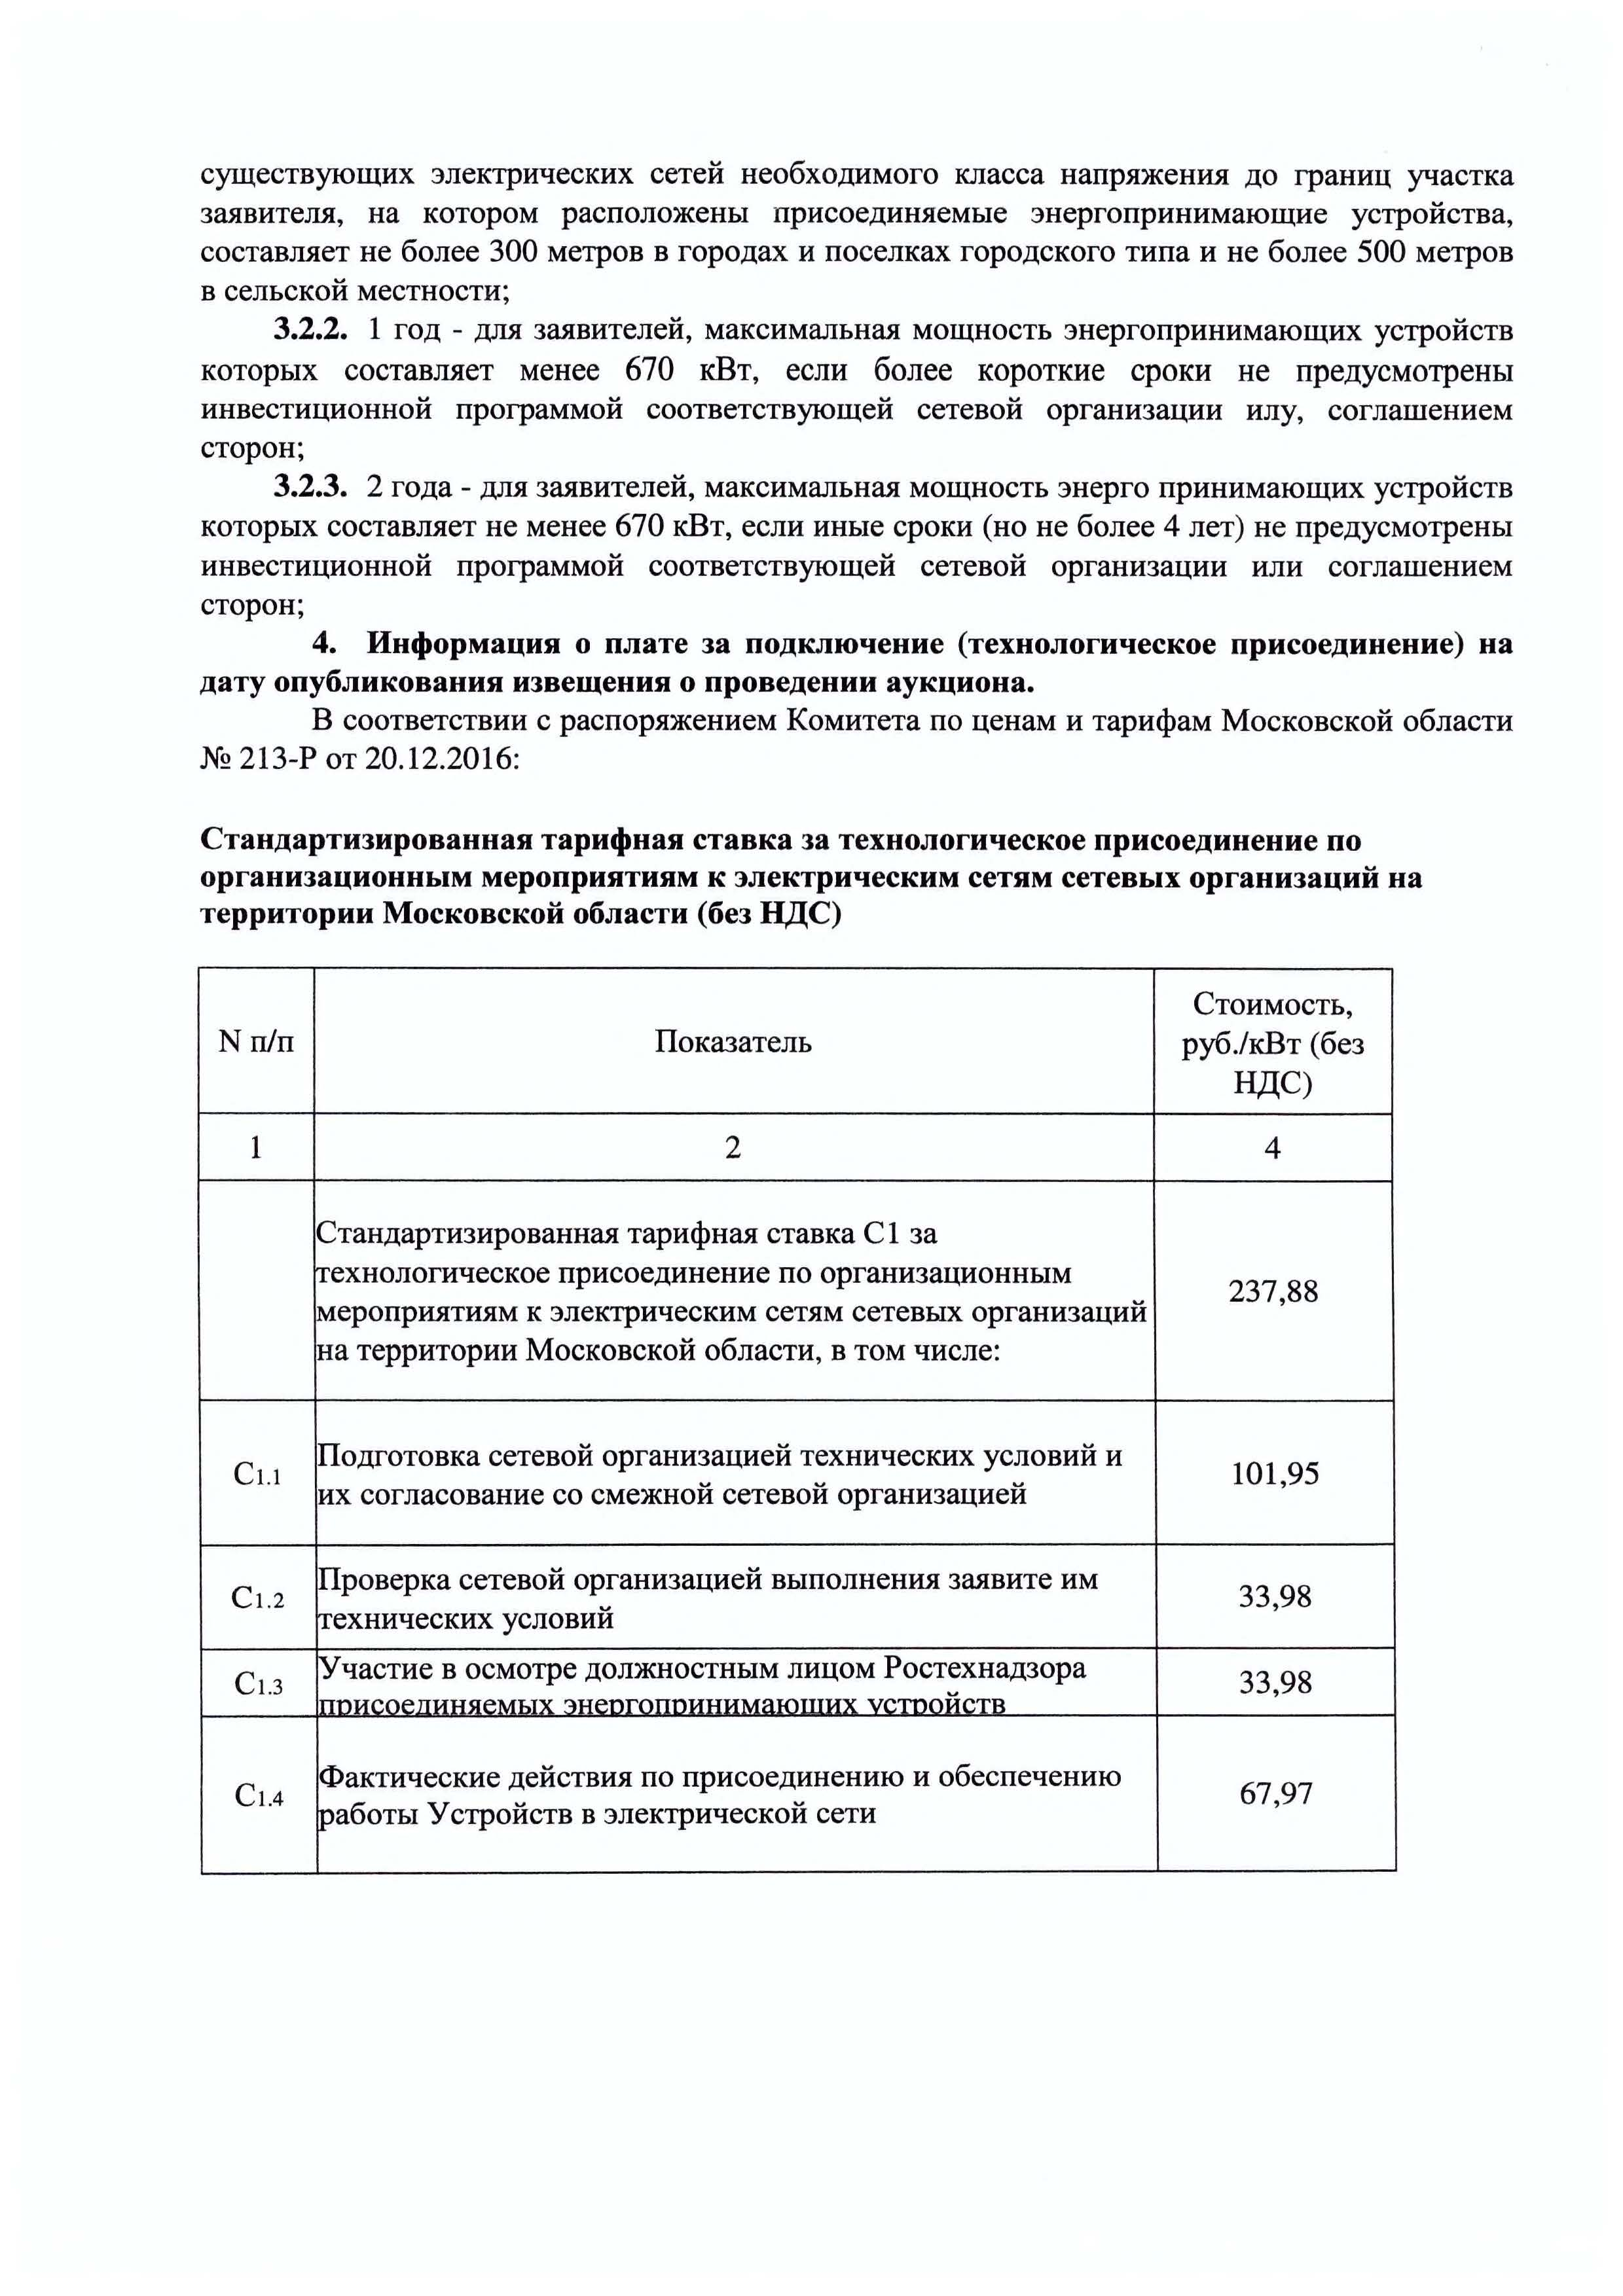 существующих электрических сетей необходимого класса напряжения до границ участка
заявителя, на котором расположены присоединяемые энергопринимающие устройства,
составляет не более 300 метров в городах и поселках городского типа и не более 500 метров
в сельской местности;
3.2.2. 1 год - для заявителей, максимальная мощность энергопринимающих устройств
которых составляет менее 670 кВт, если более короткие сроки не предусмотрены
инвестиционной программой соответствующей сетевой организации илу, соглашением
сторон;
3.2.3. 2 года - для заявителей, максимальная мощность энерго принимающих устройств
которых составляет не менее 670 кВт, если иные сроки (но не более 4 лет) не предусмотрены
инвестиционной программой соответствующей сетевой организации или соглашением
сторон;
4. Информация о плате за подключение (технологическое присоединение) на
дату опубликования извещения о проведении аукциона.
В соответствии с распоряжением Комитета по ценам и тарифам Московской области
№ 213-Р от 20.12.2016:
Стандартизированная тарифная ставка за технологическое присоединение по
организационным мероприятиям к электрическим сетям сетевых организаций на
территории Московской области (без НДС)
N п/п
Показатель
Стоимость,
руб./кВт (без
НДС)
1
2
4
Стандартизированная тарифная ставка С1 за
технологическое присоединение по организационным
мероприятиям к электрическим сетям сетевых организаций
на территории Московской области, в том числе:
237,88
С1.1
Подготовка сетевой организацией технических условий и
их согласование со смежной сетевой организацией
101,95
С1.2
Проверка сетевой организацией выполнения заявите им
технических условий
33,98
С1.3
Участие в осмотре должностным лицом Ростехнадзора
присоединяемых энергопринимающих устройств
33,98
С1.4
Фактические действия по присоединению и обеспечению
работы Устройств в электрической сети
67,97